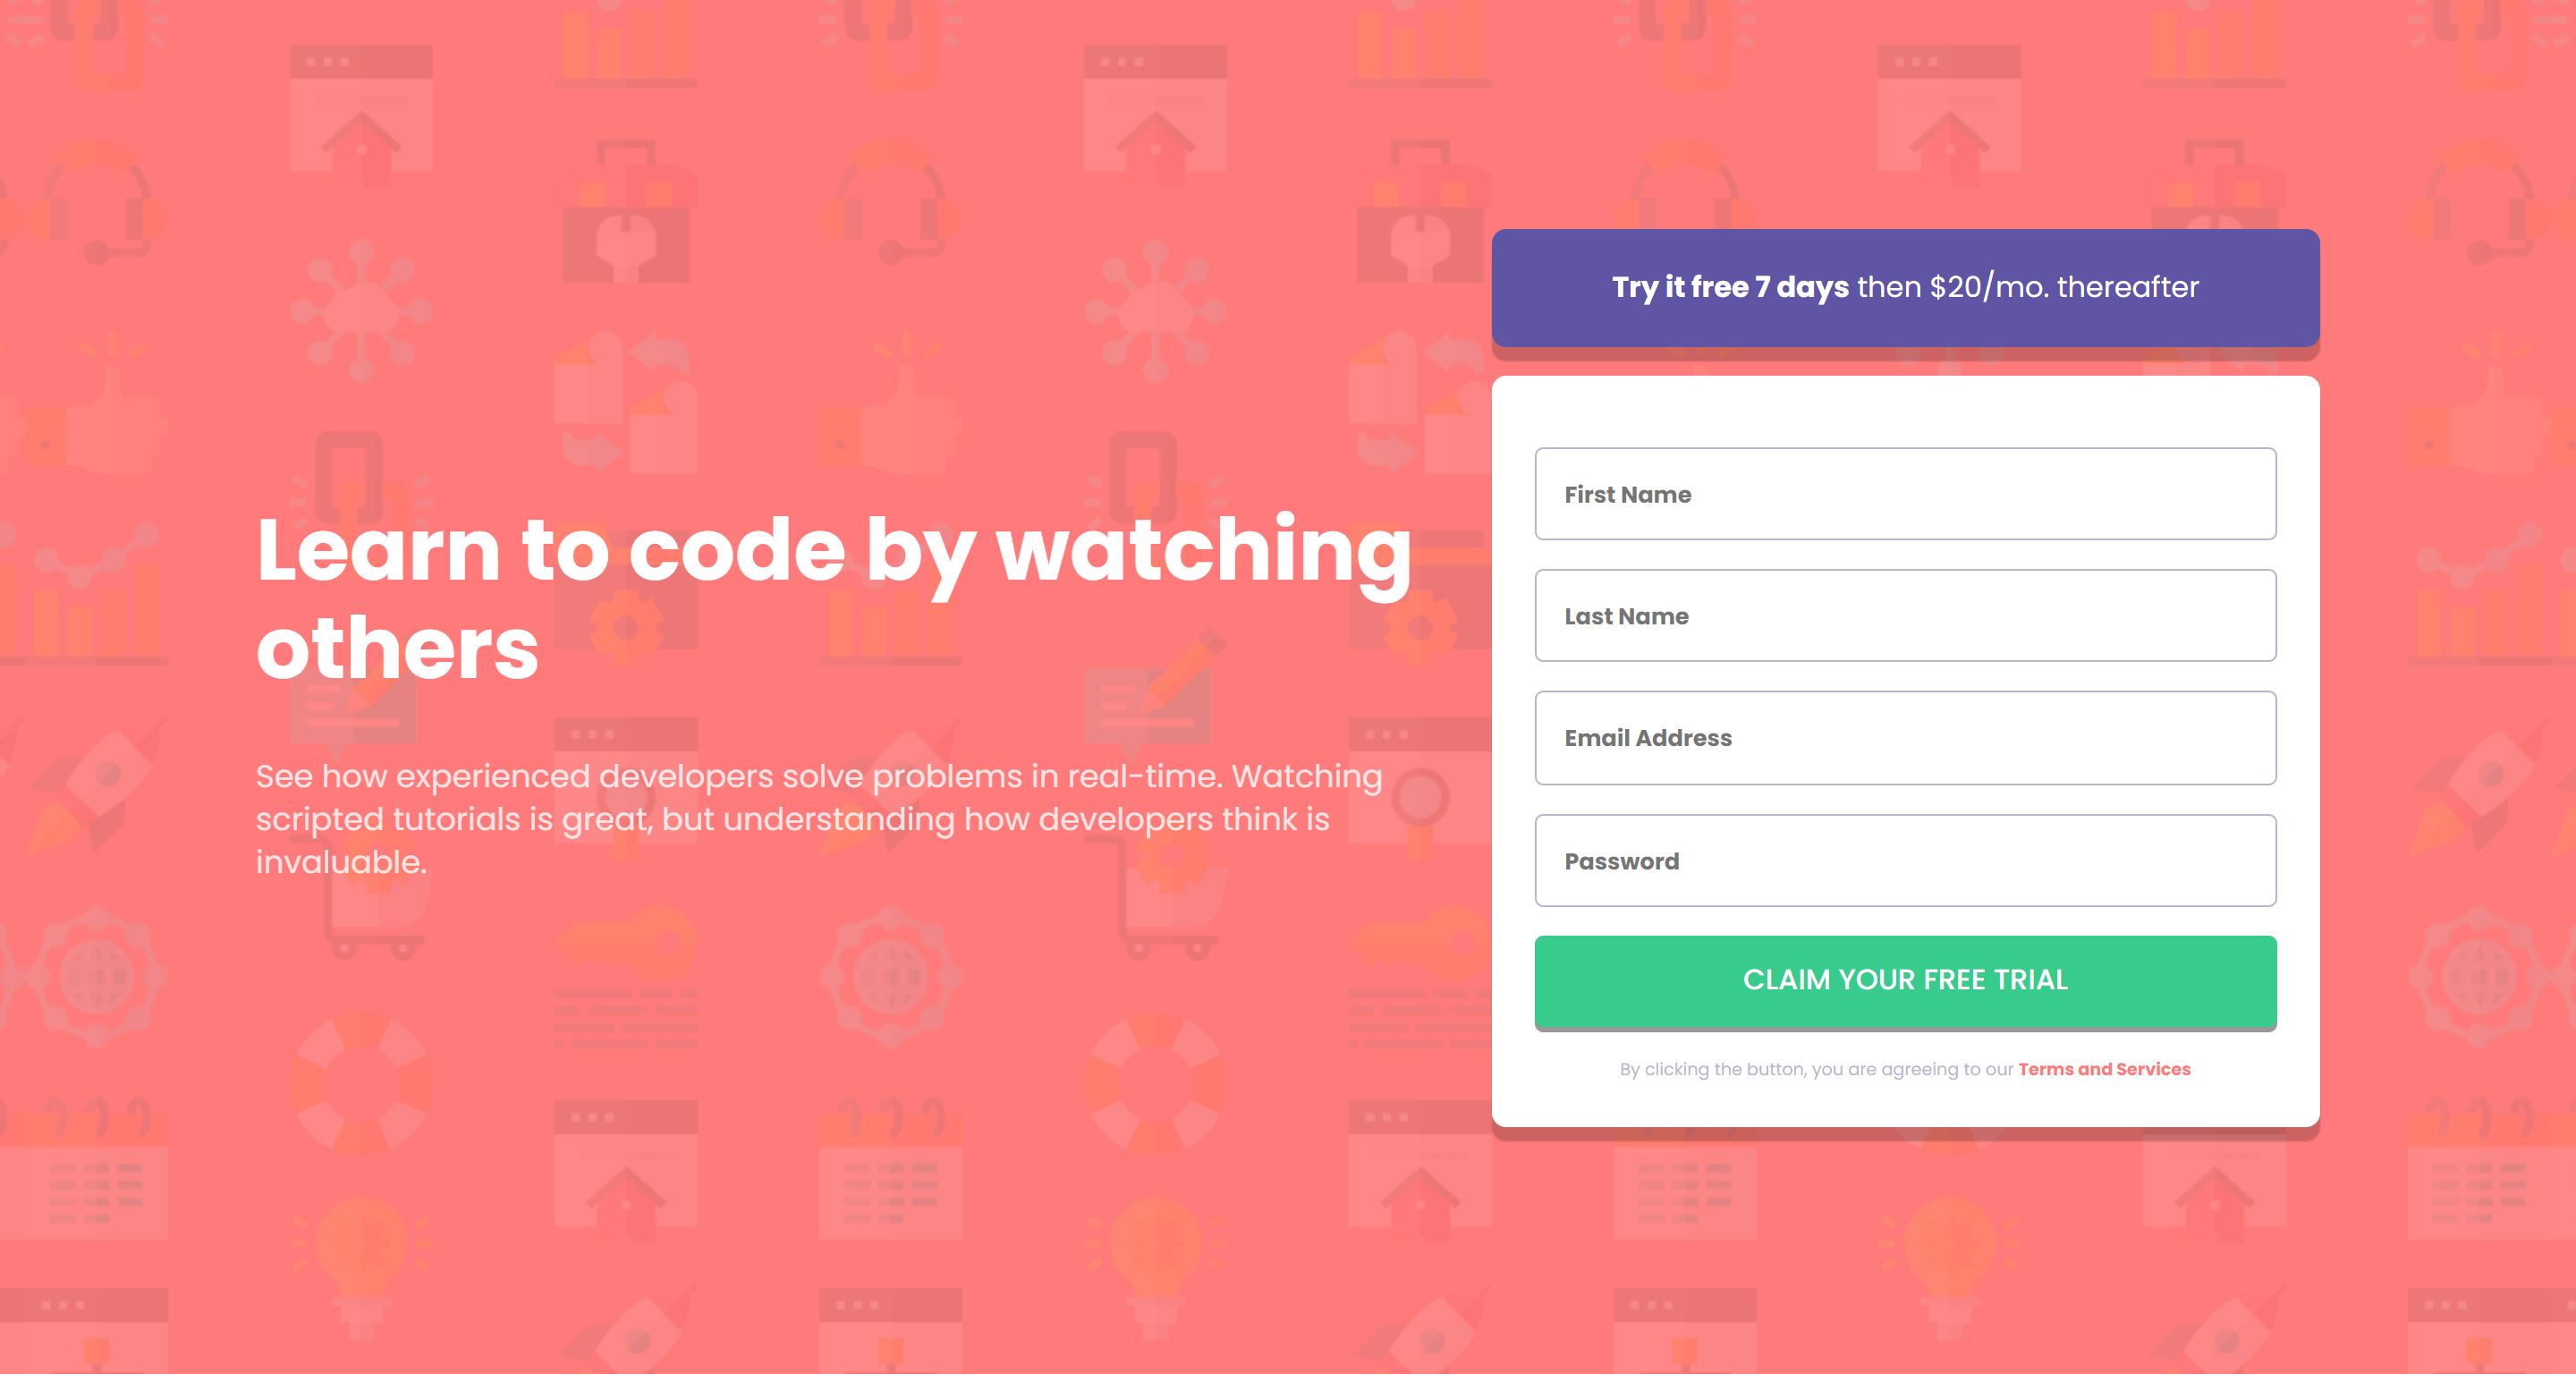 Learn to code by watching
others
See how experienced developers solve problems in real-time. Watching
scripted tutorials is great, but understanding how developers think is
invaluable.
Try it free 7 days then $20/mo. thereafter
First Name
Last Name
Email Address
Password
CLAIM YOUR FREE TRIAL
By clicking the button, you are agreeing to our Terms and Services